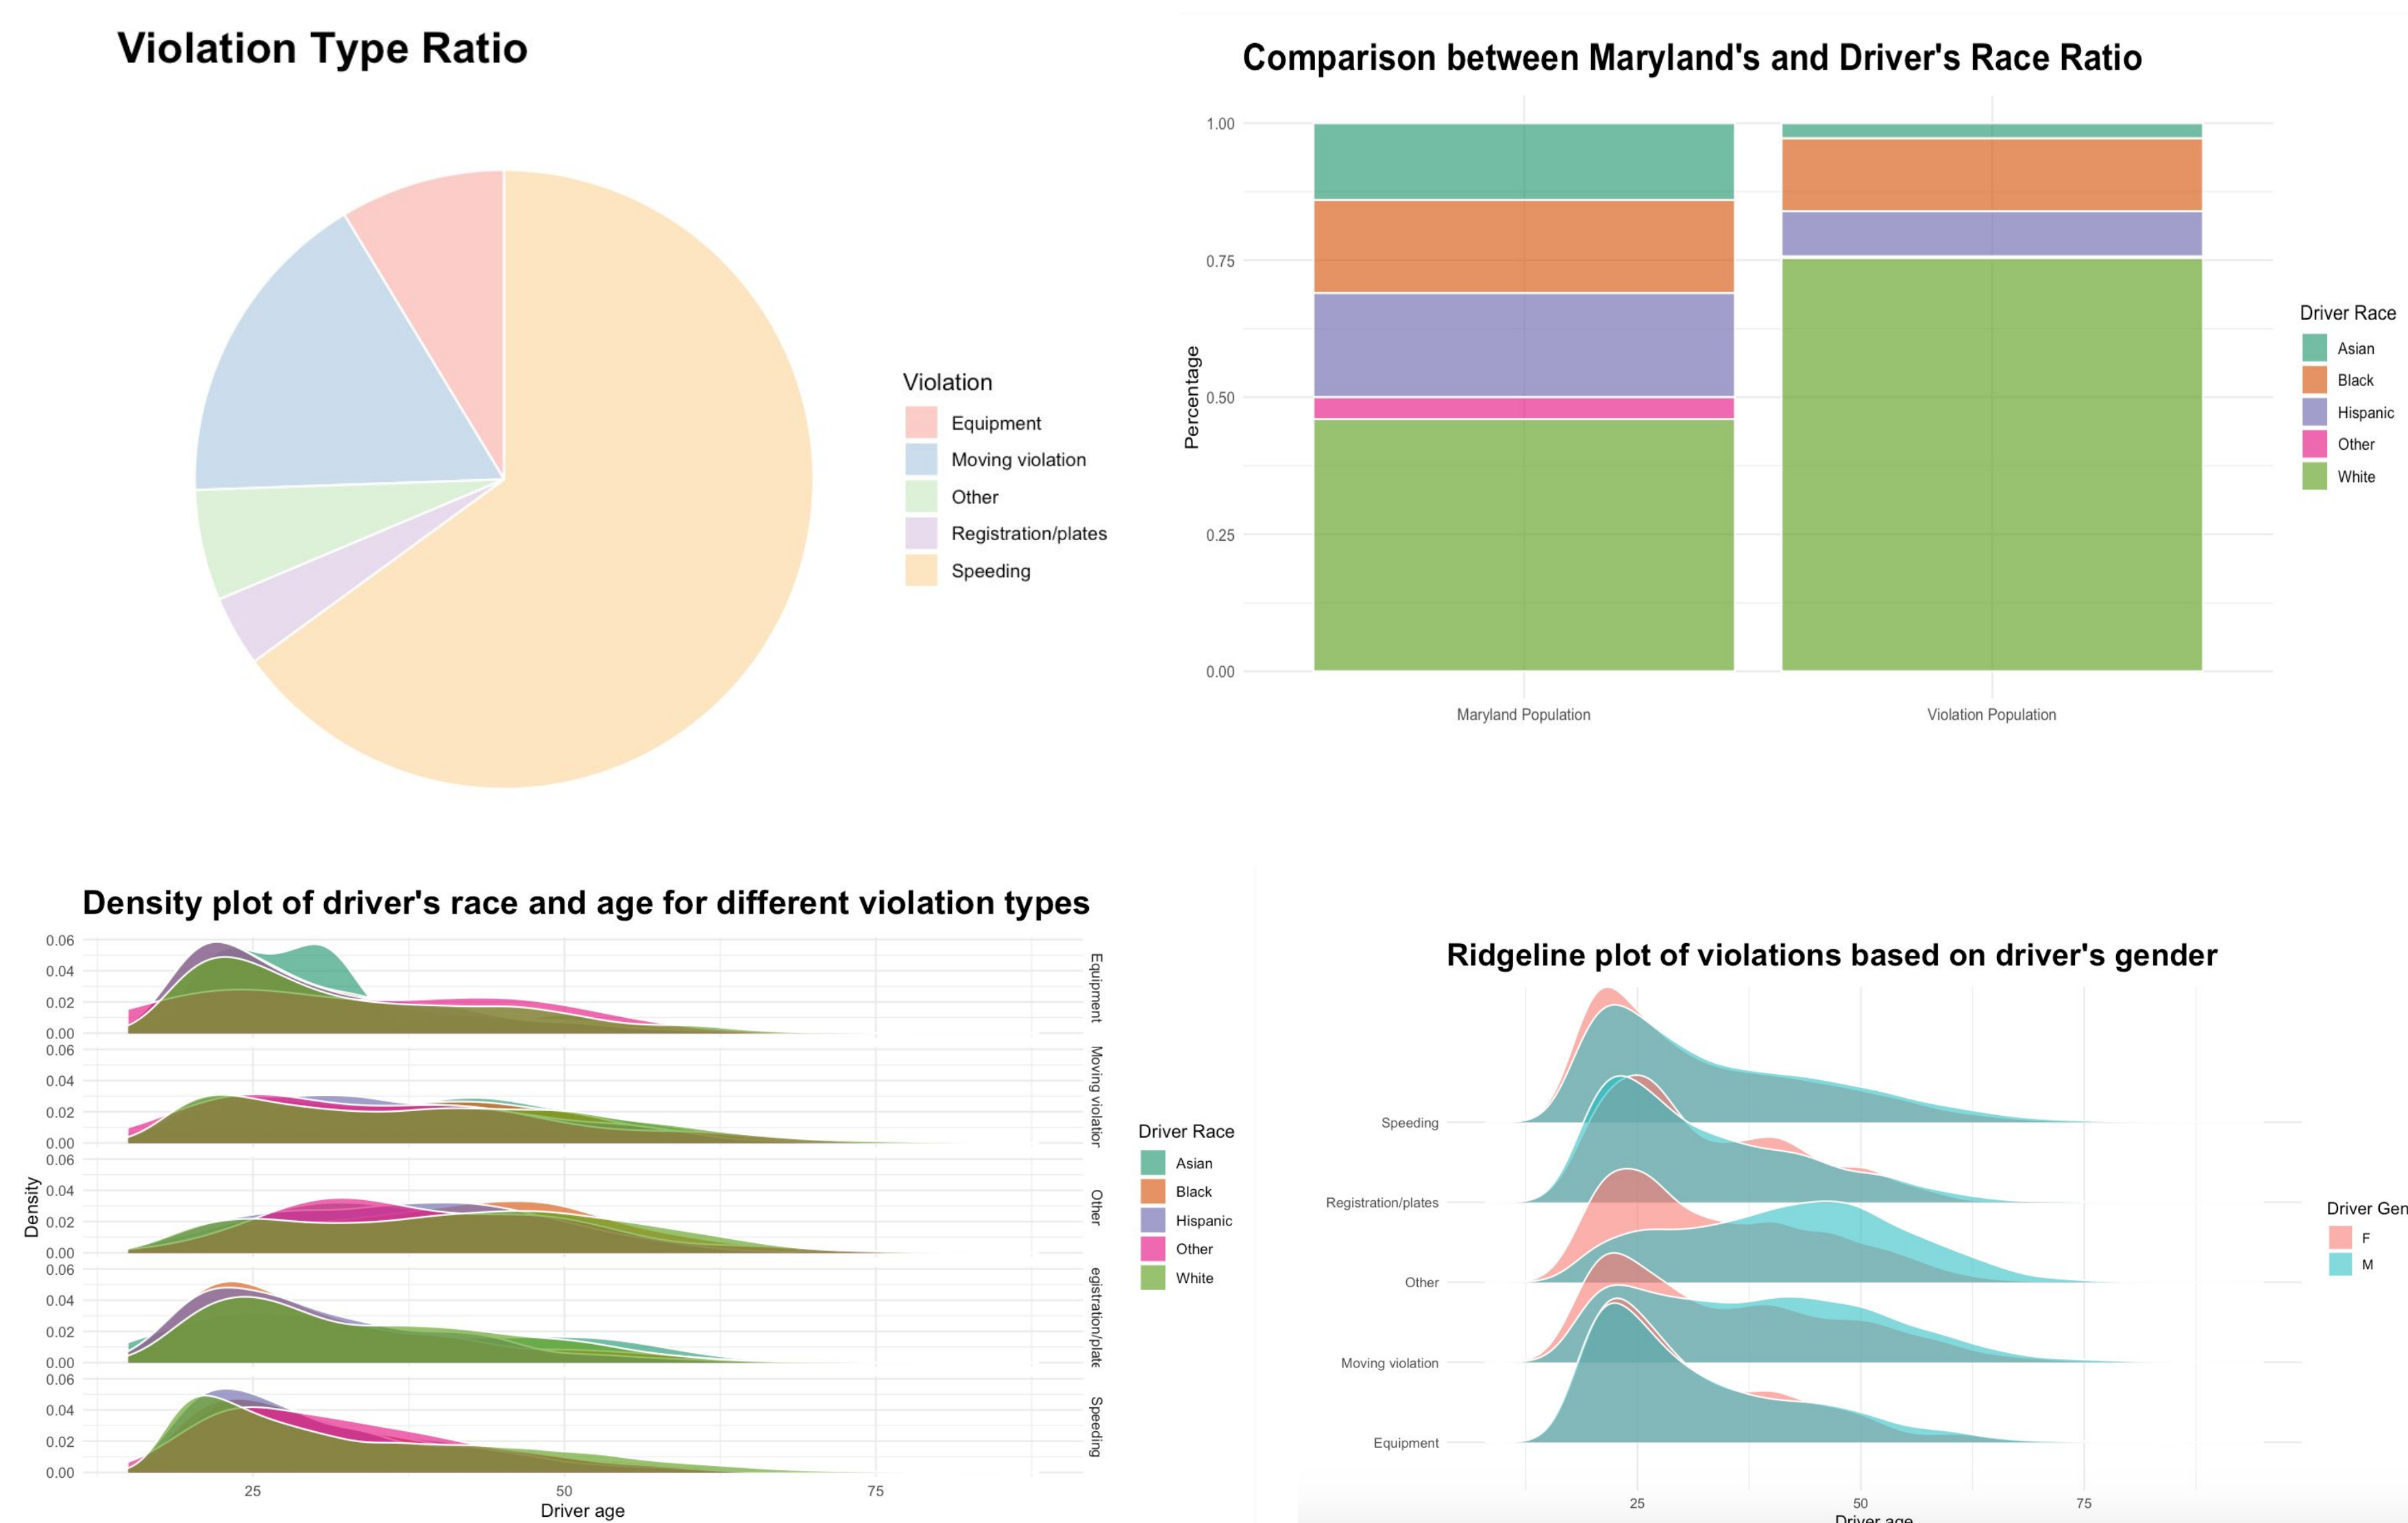 Violation Type Ratio
Violation
Equipment
Moving violation
Other
Registration/plates
Speeding
Comparison between Maryland's and Driver's Race Ratio
Percentage
1.00
0.75
0.50
0.25
0.00
Maryland Population
Violation Population
Driver Race
Asian
Black
Hispanic
Other
White
Density plot of driver's race and age for different violation types
Density
0.06
0.04
0.02
0.00
Equipment
0.06
0.04
0.02
0.00
Moving violation
0.06
0.04
0.02
0.00
Other
0.06
0.04
0.02
0.00
egistration/plate
0.06
0.04
0.02
0.00
Speeding
25
50
75
Driver age
Driver Race
Asian
Black
Hispanic
Other
White
Ridgeline plot of violations based on driver's gender
Speeding
Registration/plates
Other
Moving violation
Equipment
25
50
75
Driver age
Driver Gen
F
M